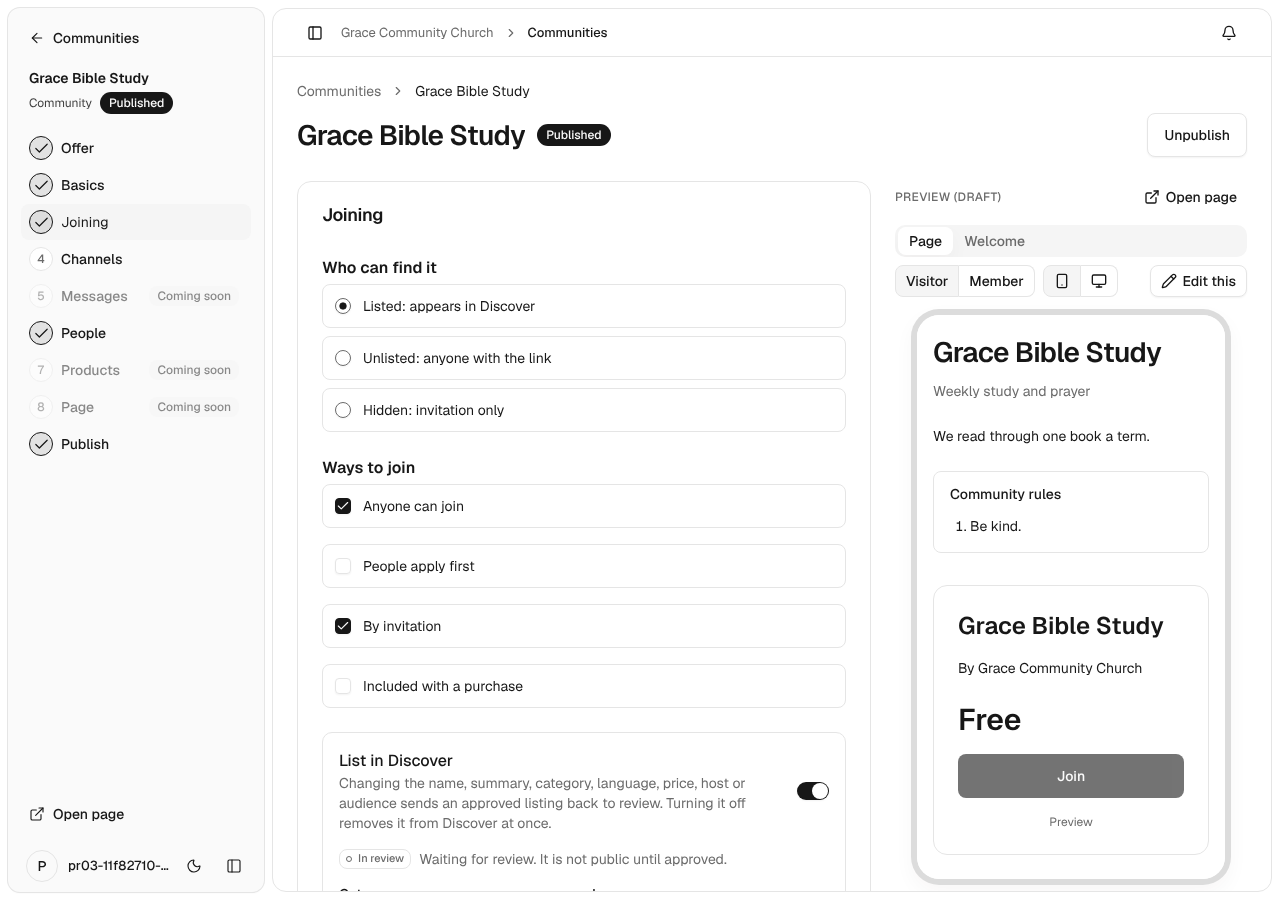 Communities
Grace Bible Study
Community Published
Offer
Basics
Joining
4 Channels
5 Messages Coming soon
People
7 Products Coming soon
8 Page Coming soon
Publish
Open page
P pr03-11f82710-…
Grace Community Church > Communities
Communities > Grace Bible Study
Grace Bible Study Published
Unpublish
Joining
Who can find it
Listed: appears in Discover
Unlisted: anyone with the link
Hidden: invitation only
Ways to join
Anyone can join
People apply first
By invitation
Included with a purchase
List in Discover
Changing the name, summary, category, language, price, host or
audience sends an approved listing back to review. Turning it off
removes it from Discover at once.
In review Waiting for review. It is not public until approved.
PREVIEW (DRAFT) Open page
Page Welcome
Visitor Member Edit this
Grace Bible Study
Weekly study and prayer
We read through one book a term.
Community rules
1. Be kind.
Grace Bible Study
By Grace Community Church
Free
Join
Preview